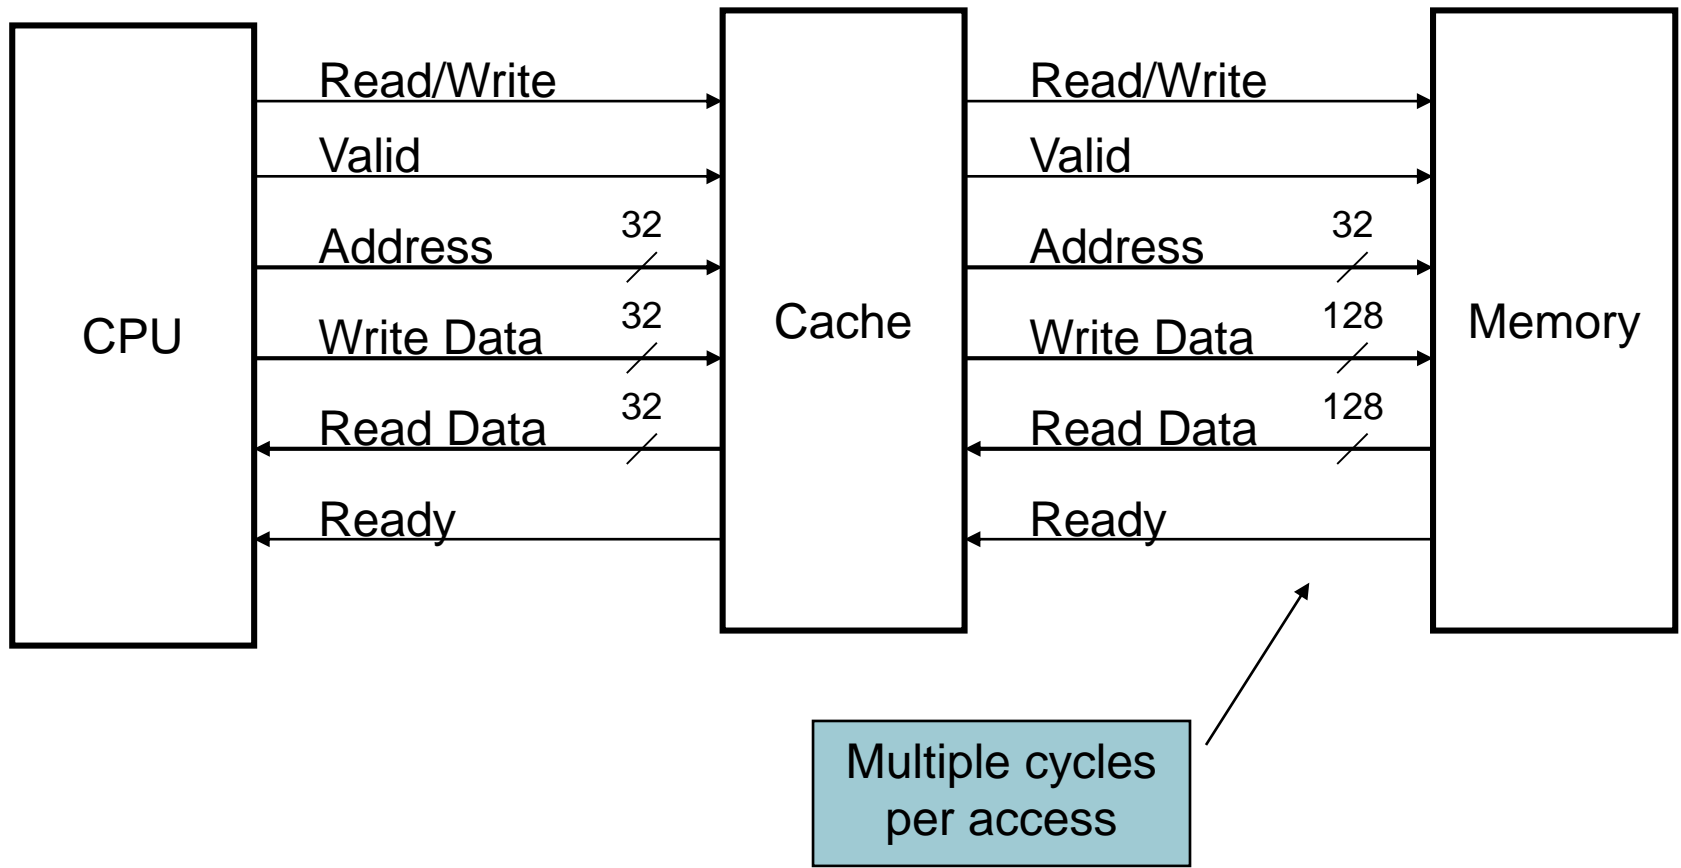 CPU
Read/Write
Valid
Address
32
Write Data
32
Read Data
32
Ready
Cache
Read/Write
Valid
Address
32
Write Data
128
Read Data
128
Ready
Memory
Multiple cycles
per access